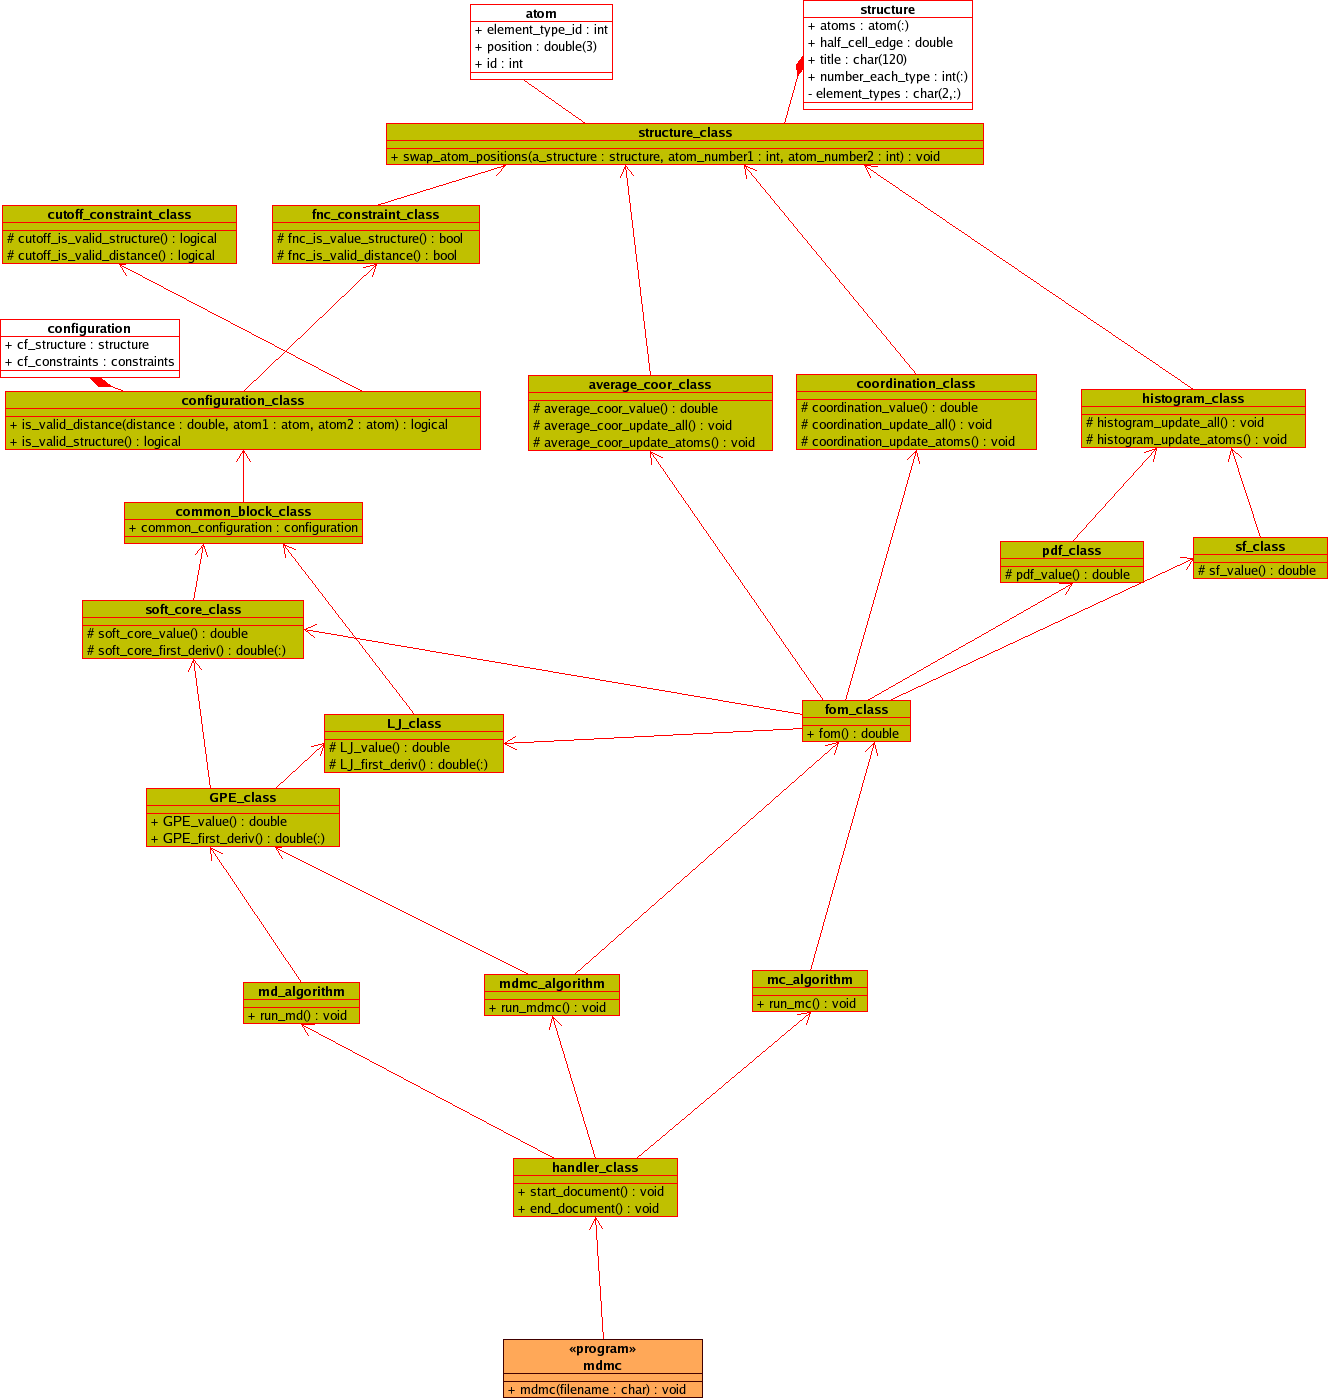 atom
+ element_type_id : int
+ position : double(3)
+ id : int
structure
+ atoms : atom(:)
+ half_cell_edge : double
+ title : char(120)
+ number_each_type : int(:)
- element_types : char(2,:)
structure_class
+ swap_atom_positions(a_structure : structure, atom_number1 : int, atom_number2 : int) : void
cutoff_constraint_class
# cutoff_is_valid_structure() : logical
# cutoff_is_valid_distance() : logical
fnc_constraint_class
# fnc_is_value_structure() : bool
# fnc_is_valid_distance() : bool
configuration
+ cf_structure : structure
+ cf_constraints : constraints
configuration_class
+ is_valid_distance(distance : double, atom1 : atom, atom2 : atom) : logical
+ is_valid_structure() : logical
average_coor_class
# average_coor_value() : double
# average_coor_update_all() : void
# average_coor_update_atoms() : void
coordination_class
# coordination_value() : double
# coordination_update_all() : void
# coordination_update_atoms() : void
histogram_class
# histogram_update_all() : void
# histogram_update_atoms() : void
common_block_class
+ common_configuration : configuration
pdf_class
# pdf_value() : double
sf_class
# sf_value() : double
soft_core_class
# soft_core_value() : double
# soft_core_first_deriv() : double(:)
LJ_class
# LJ_value() : double
# LJ_first_deriv() : double(:)
fom_class
+ fom() : double
GPE_class
+ GPE_value() : double
+ GPE_first_deriv() : double(:)
md_algorithm
+ run_md() : void
mdmc_algorithm
+ run_mdmc() : void
mc_algorithm
+ run_mc() : void
handler_class
+ start_document() : void
+ end_document() : void
«program»
mdmc
+ mdmc(filename : char) : void